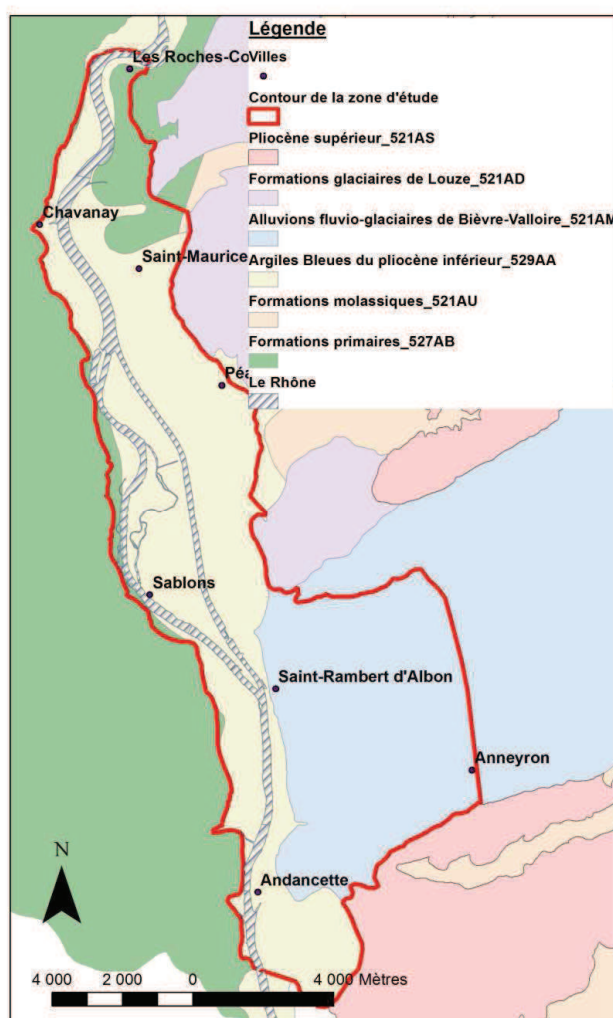 Légende
Les Roches-Co
Villes
Contour de la zone d'étude
Pliocène supérieur_521AS
Formations glaciaires de Louze_521AD
Alluvions fluvio-glaciaires de Bièvre-Valloire_521AM
Argiles Bleues du pliocène inférieur_529AA
Formations molassiques_521AU
Formations primaires_527AB
Le Rhône
Chavanay
Saint-Maurice
Péa
Sablons
Saint-Rambert d'Albon
Anneyron
Andancette
N
4 000 2 000 0 4 000 Mètres